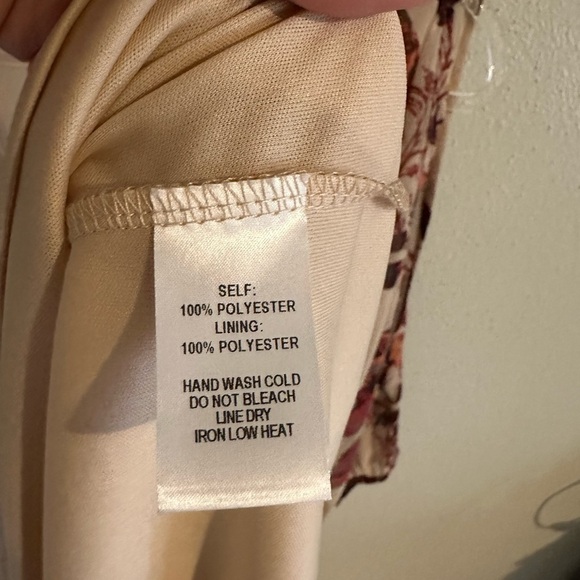 SELF:
100% POLYESTER
LINING:
100% POLYESTER
HAND WASH COLD
DO NOT BLEACH
LINE DRY
IRON LOW HEAT